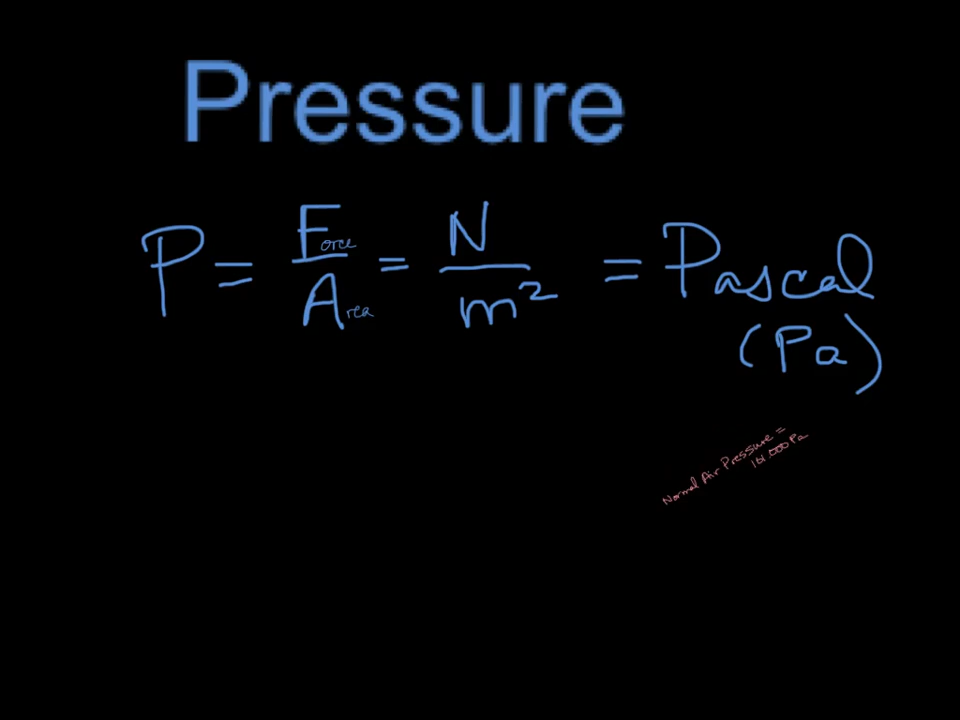 Pressure
P = Force / Area = N / m² = Pascal
(Pa)
Normal Air Pressure =
101,000 Pa